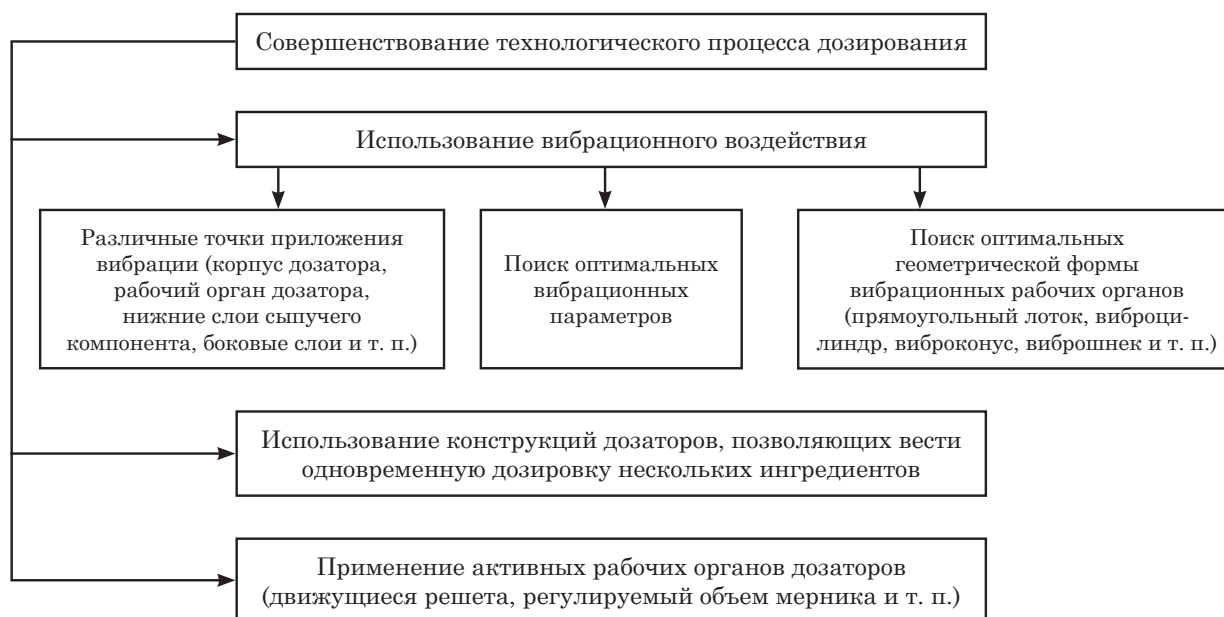 Совершенствование технологического процесса дозирования
Использование вибрационного воздействия
Различные точки приложения
вибрации (корпус дозатора,
рабочий орган дозатора,
нижние слои сыпучего
компонента, боковые слои и т. п.)
Поиск оптимальных
вибрационных
параметров
Поиск оптимальных
геометрической формы
вибрационных рабочих органов
(прямоугольный лоток, виброци-
линдр, виброконус, виброшнек и т. п.)
Использование конструкций дозаторов, позволяющих вести
одновременную дозировку нескольких ингредиентов
Применение активных рабочих органов дозаторов
(движущиеся решета, регулируемый объем мерника и т. п.)